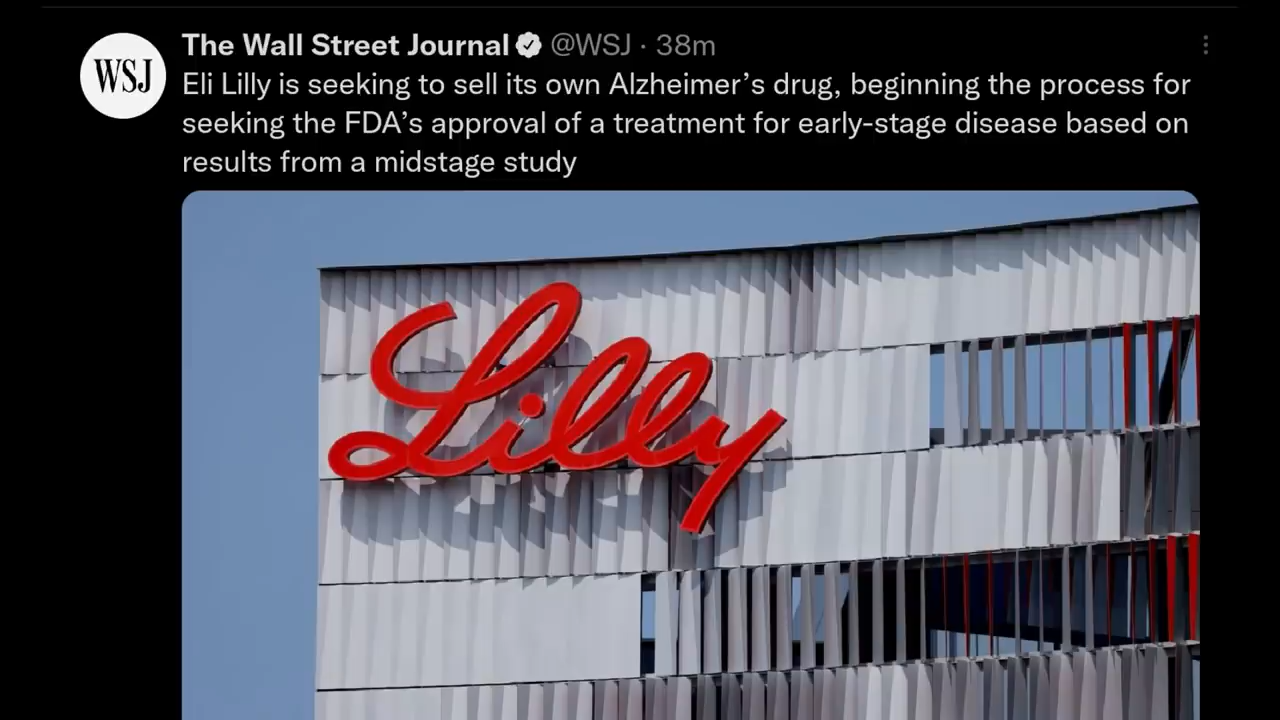 WSJ
The Wall Street Journal @WSJ · 38m
Eli Lilly is seeking to sell its own Alzheimer’s drug, beginning the process for
seeking the FDA’s approval of a treatment for early-stage disease based on
results from a midstage study
Lilly